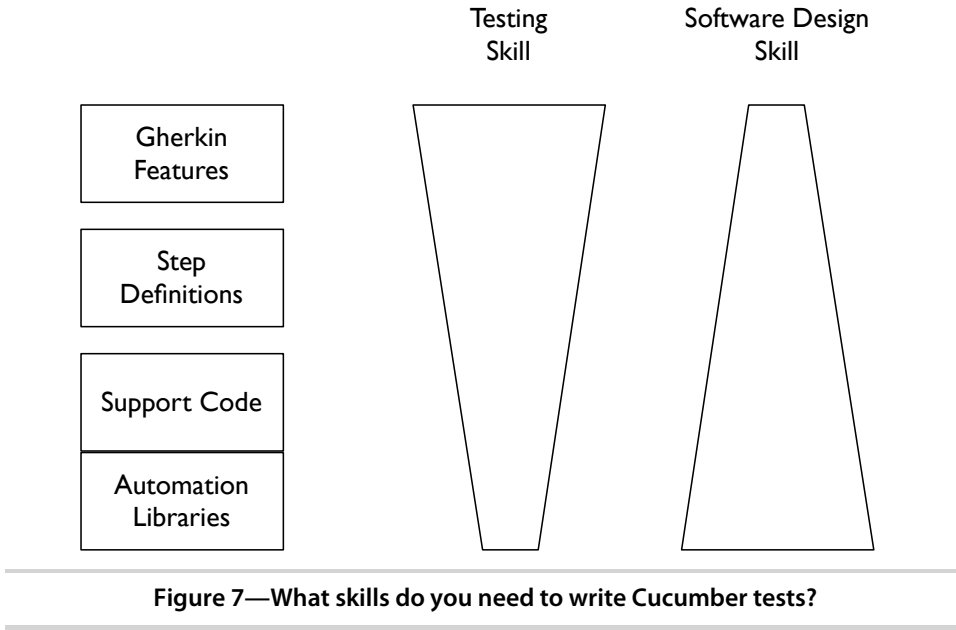 Testing
Skill
Software Design
Skill
Gherkin
Features
Step
Definitions
Support Code
Automation
Libraries
Figure 7—What skills do you need to write Cucumber tests?